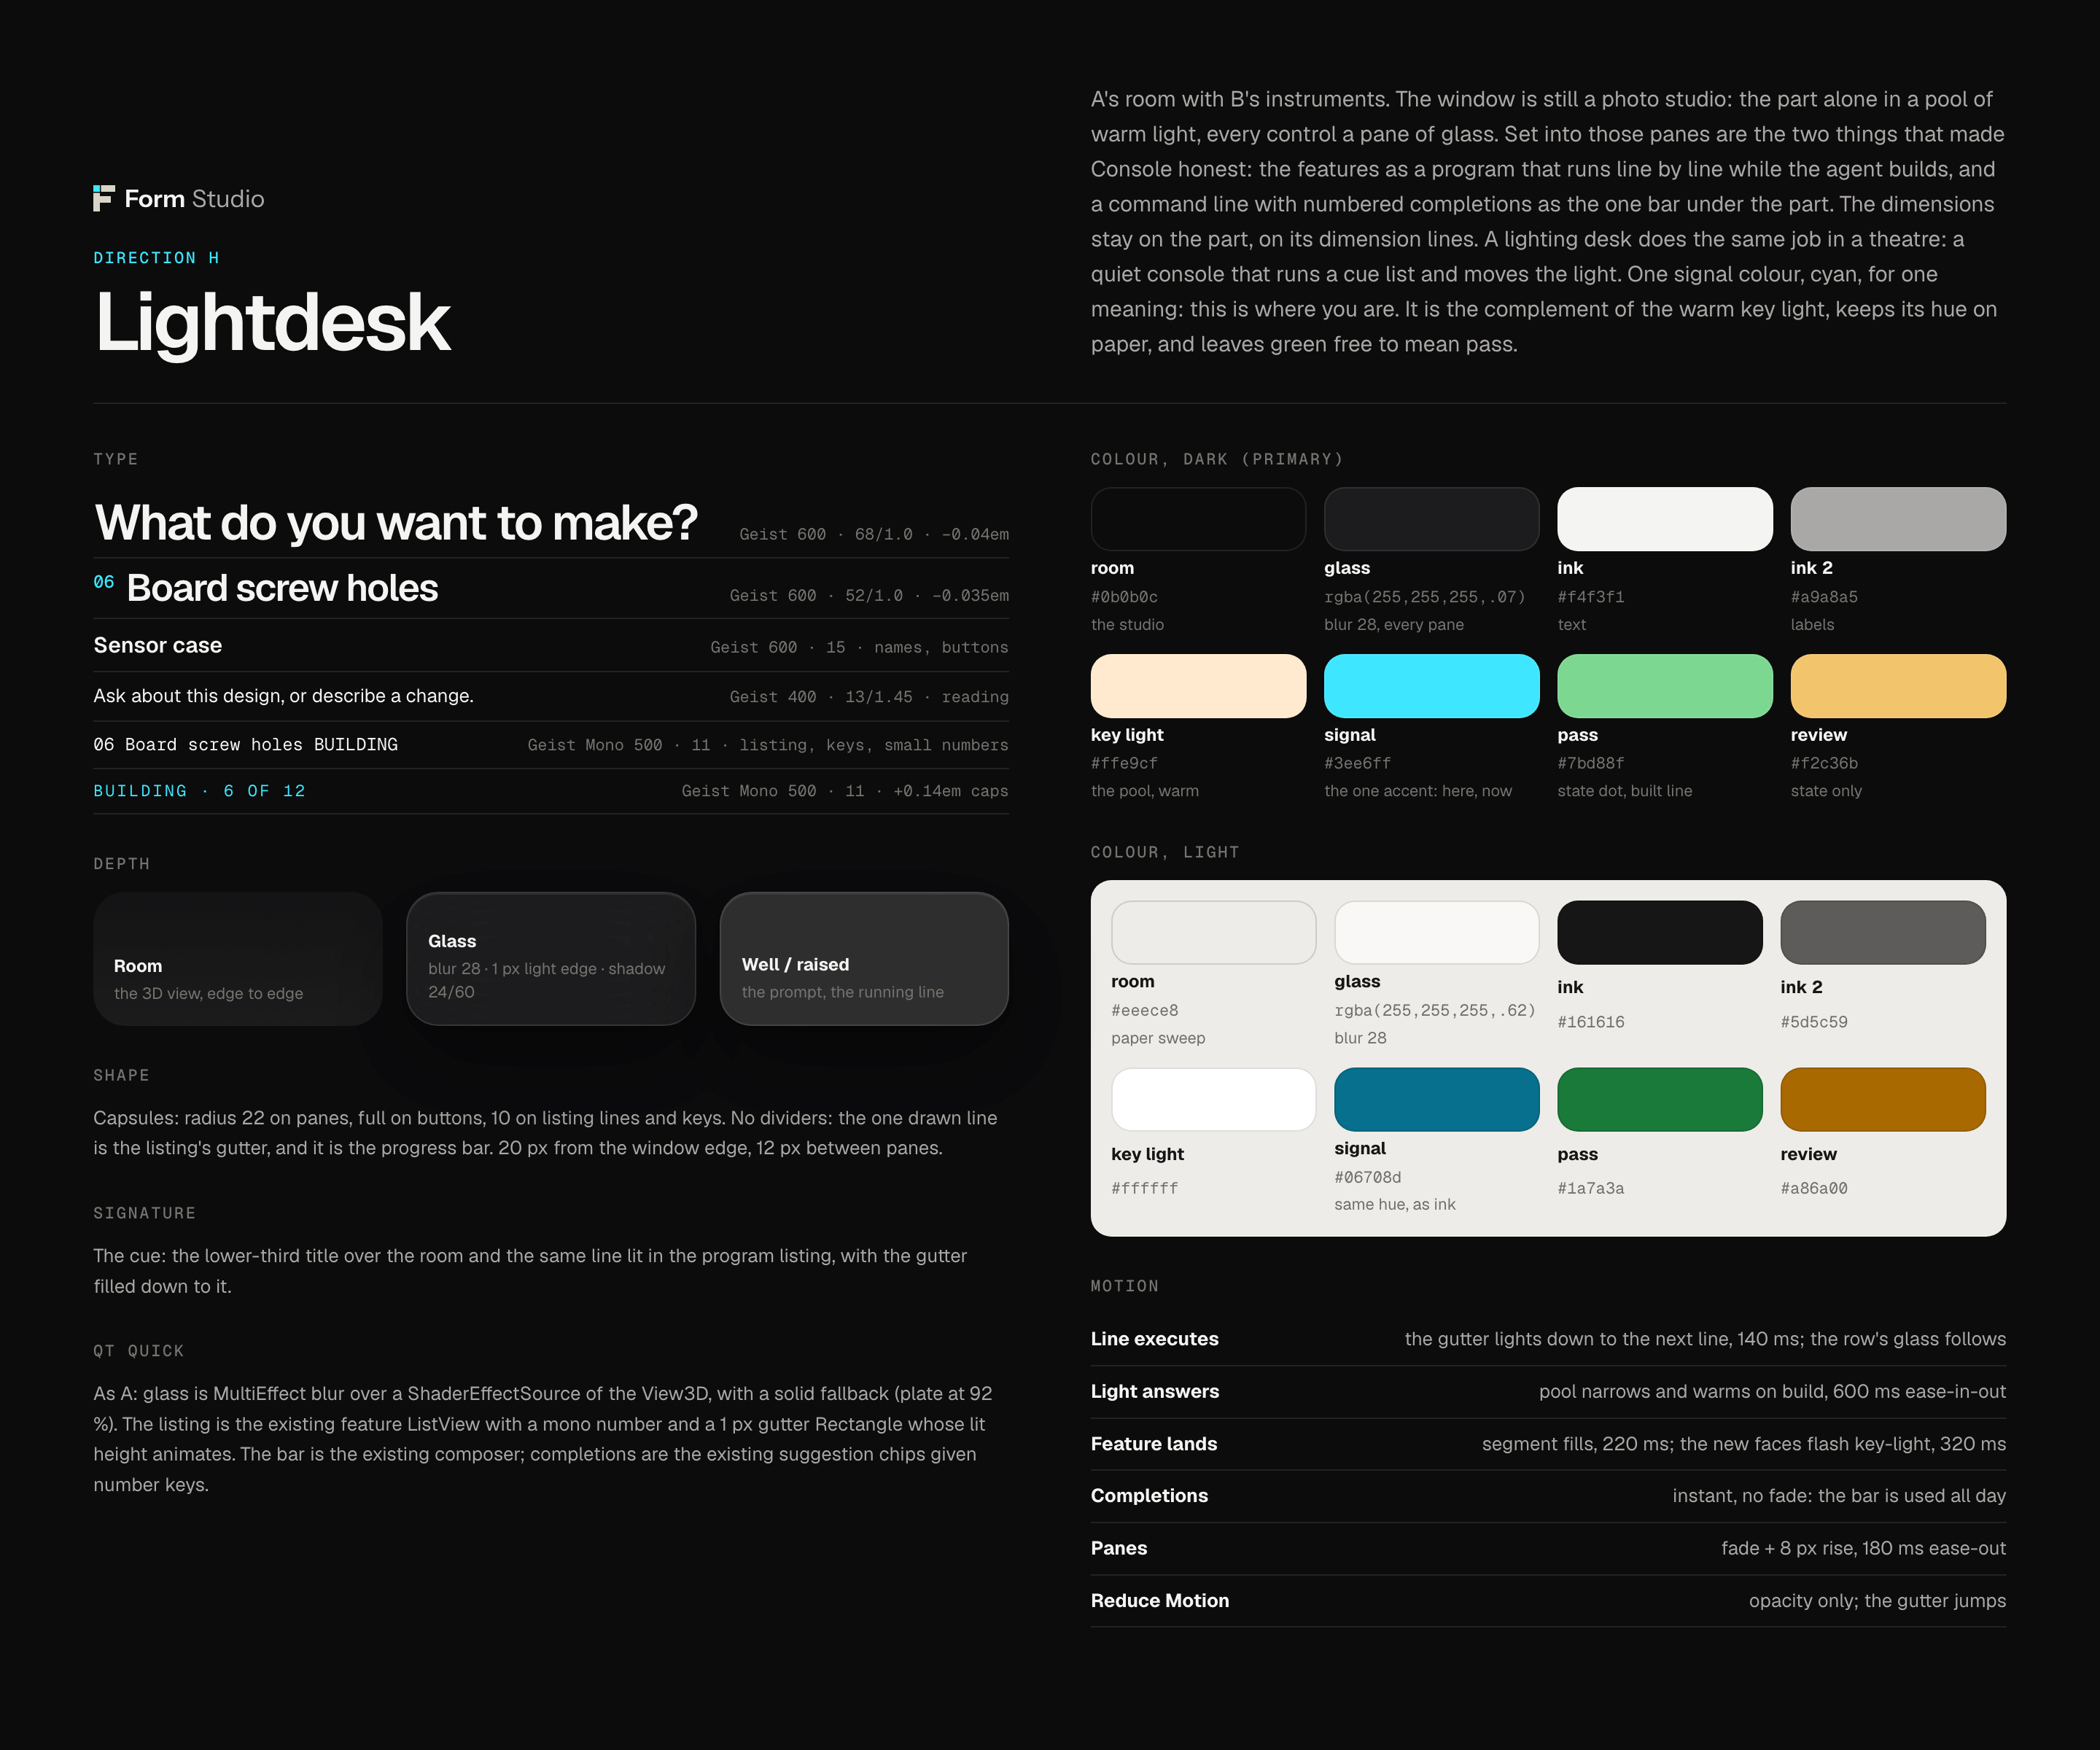 Form Studio
DIRECTION H
Lightdesk
A's room with B's instruments. The window is still a photo studio: the part alone in a pool of
warm light, every control a pane of glass. Set into those panes are the two things that made
Console honest: the features as a program that runs line by line while the agent builds, and
a command line with numbered completions as the one bar under the part. The dimensions
stay on the part, on its dimension lines. A lighting desk does the same job in a theatre: a
quiet console that runs a cue list and moves the light. One signal colour, cyan, for one
meaning: this is where you are. It is the complement of the warm key light, keeps its hue on
paper, and leaves green free to mean pass.
TYPE
What do you want to make? Geist 600 · 68/1.0 · −0.04em
06 Board screw holes Geist 600 · 52/1.0 · −0.035em
Sensor case Geist 600 · 15 · names, buttons
Ask about this design, or describe a change. Geist 400 · 13/1.45 · reading
06 Board screw holes BUILDING Geist Mono 500 · 11 · listing, keys, small numbers
BUILDING · 6 OF 12 Geist Mono 500 · 11 · +0.14em caps
DEPTH
Room
the 3D view, edge to edge
Glass
blur 28 · 1 px light edge · shadow
24/60
Well / raised
the prompt, the running line
SHAPE
Capsules: radius 22 on panes, full on buttons, 10 on listing lines and keys. No dividers: the one drawn line
is the listing's gutter, and it is the progress bar. 20 px from the window edge, 12 px between panes.
SIGNATURE
The cue: the lower-third title over the room and the same line lit in the program listing, with the gutter
filled down to it.
QT QUICK
As A: glass is MultiEffect blur over a ShaderEffectSource of the View3D, with a solid fallback (plate at 92
%). The listing is the existing feature ListView with a mono number and a 1 px gutter Rectangle whose lit
height animates. The bar is the existing composer; completions are the existing suggestion chips given
number keys.
COLOUR, DARK (PRIMARY)
room glass ink ink 2
#0b0b0c rgba(255,255,255,.07) #f4f3f1 #a9a8a5
the studio blur 28, every pane text labels
key light signal pass review
#ffe9cf #3ee6ff #7bd88f #f2c36b
the pool, warm the one accent: here, now state dot, built line state only
COLOUR, LIGHT
room glass ink ink 2
#eeece8 rgba(255,255,255,.62) #161616 #5d5c59
paper sweep blur 28
key light signal pass review
#ffffff #06708d #1a7a3a #a86a00
same hue, as ink
MOTION
Line executes the gutter lights down to the next line, 140 ms; the row's glass follows
Light answers pool narrows and warms on build, 600 ms ease-in-out
Feature lands segment fills, 220 ms; the new faces flash key-light, 320 ms
Completions instant, no fade: the bar is used all day
Panes fade + 8 px rise, 180 ms ease-out
Reduce Motion opacity only; the gutter jumps